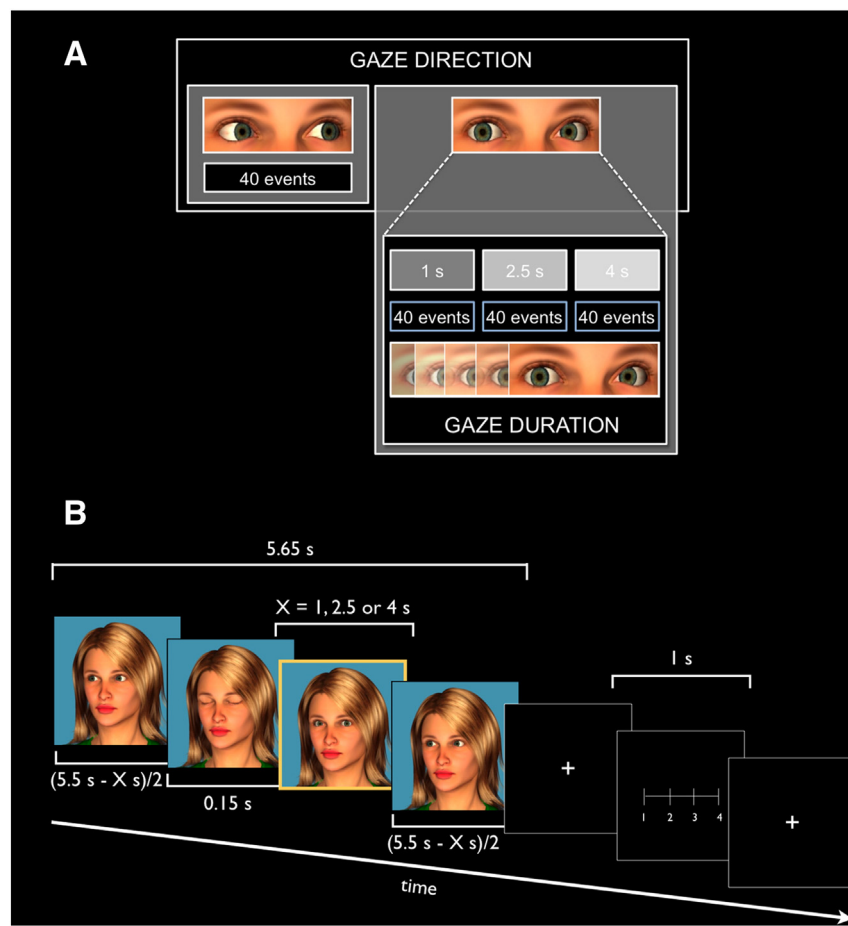 A
GAZE DIRECTION
40 events
1 s 2.5 s 4 s
40 events 40 events 40 events
GAZE DURATION
B
5.65 s
X = 1, 2.5 or 4 s
1 s
(5.5 s - X s)/2
0.15 s
+
1 2 3 4
+
(5.5 s - X s)/2
time